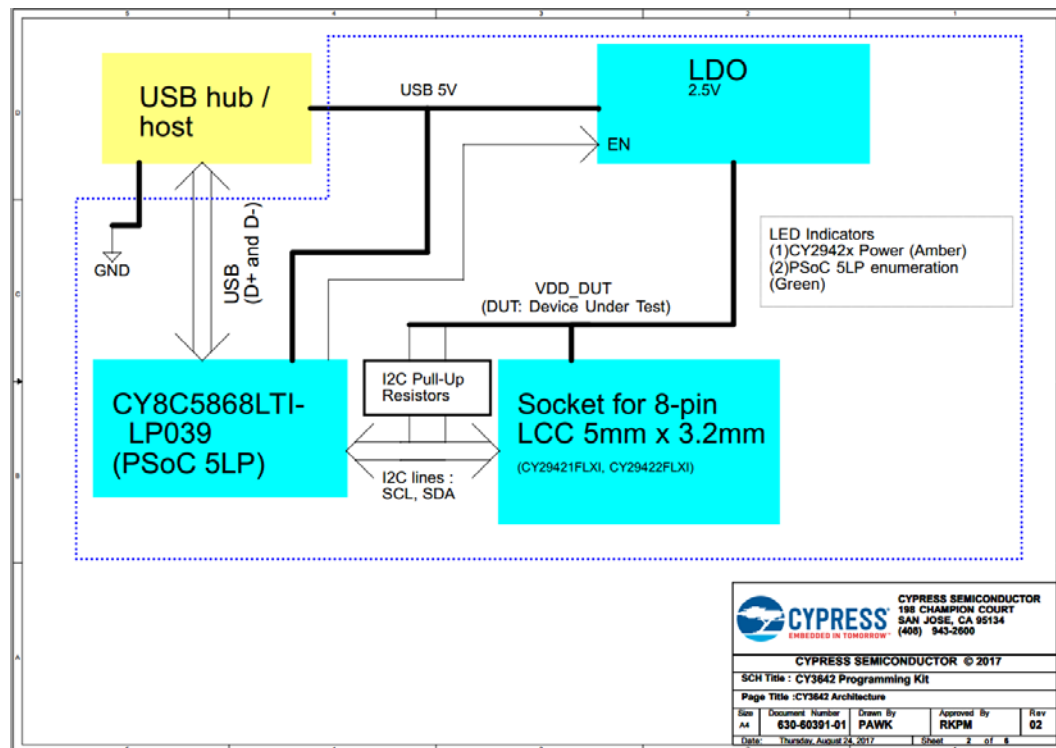 5
4
3
2
1
D
USB hub /
host
USB 5V
LDO
2.5V
EN
GND
USB
(D+ and D-)
LED Indicators
(1)CY2942x Power (Amber)
(2)PSoC 5LP enumeration
(Green)
C
VDD_DUT
(DUT: Device Under Test)
I2C Pull-Up
Resistors
CY8C5868LTI-
LP039
(PSoC 5LP)
Socket for 8-pin
LCC 5mm x 3.2mm
(CY29421FLXI, CY29422FLXI)
I2C lines :
SCL, SDA
B
A
CYPRESS
EMBEDDED IN TOMORROW
CYPRESS SEMICONDUCTOR
198 CHAMPION COURT
SAN JOSE, CA 95134
(408) 943-2600
CYPRESS SEMICONDUCTOR © 2017
SCH Title : CY3642 Programming Kit
Page Title :CY3642 Architecture
Size
Document Number
Drawn By
Approved By
Rev
A4
630-60391-01
PAWK
RKPM
02
Date: Thursday, August 24, 2017
Sheet 2 of 6